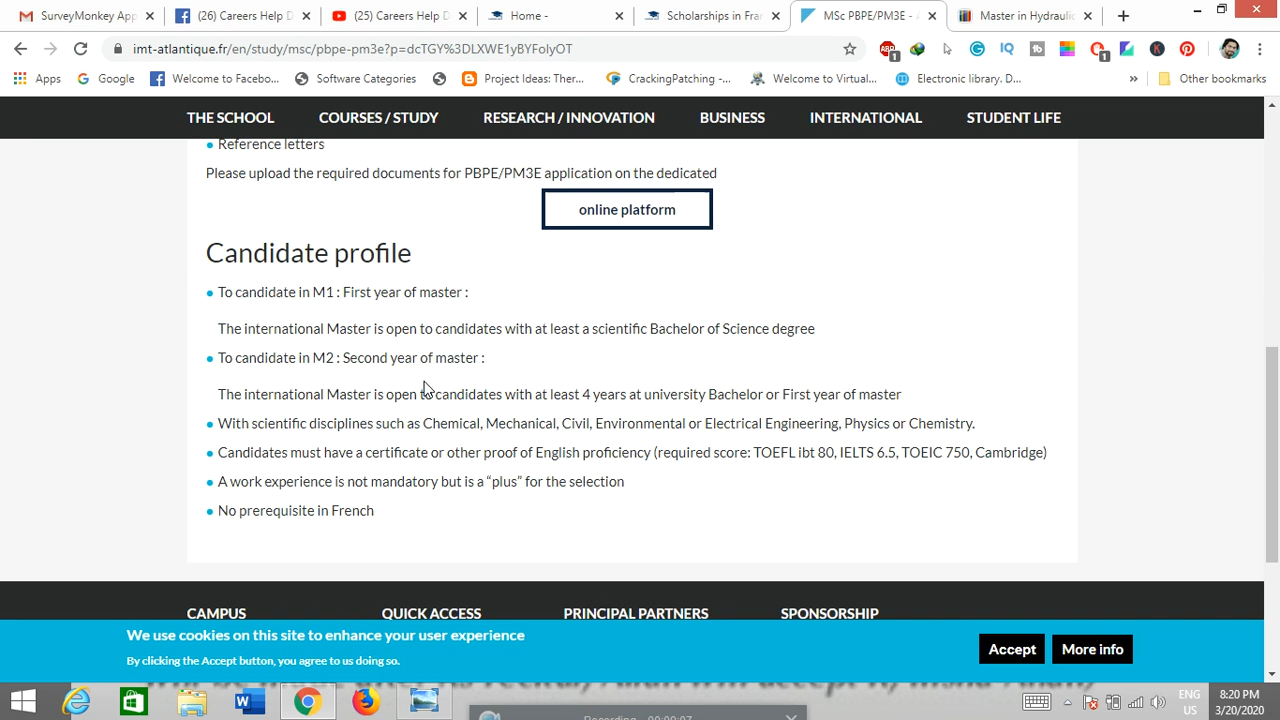 SurveyMonkey App
(26) Careers Help D
(25) Careers Help D
Home -
Scholarships in Fran
MSc PBPE/PM3E - A
Master in Hydraulic
imt-atlantique.fr/en/study/msc/pbpe-pm3e?p=dcTGY%3DLXWE1yBYFoIyOT
Apps
Google
Welcome to Facebo...
Software Categories
Project Ideas: Ther...
CrackingPatching -...
Welcome to Virtual...
Electronic library. D...
»
Other bookmarks
THE SCHOOL
COURSES / STUDY
RESEARCH / INNOVATION
BUSINESS
INTERNATIONAL
STUDENT LIFE
Reference letters
Please upload the required documents for PBPE/PM3E application on the dedicated
online platform
Candidate profile
To candidate in M1 : First year of master :
The international Master is open to candidates with at least a scientific Bachelor of Science degree
To candidate in M2 : Second year of master :
The international Master is open to candidates with at least 4 years at university Bachelor or First year of master
With scientific disciplines such as Chemical, Mechanical, Civil, Environmental or Electrical Engineering, Physics or Chemistry.
Candidates must have a certificate or other proof of English proficiency (required score: TOEFL ibt 80, IELTS 6.5, TOEIC 750, Cambridge)
A work experience is not mandatory but is a “plus” for the selection
No prerequisite in French
CAMPUS
QUICK ACCESS
PRINCIPAL PARTNERS
SPONSORSHIP
We use cookies on this site to enhance your user experience
By clicking the Accept button, you agree to us doing so.
Accept
More info
ENG
US
8:20 PM
3/20/2020